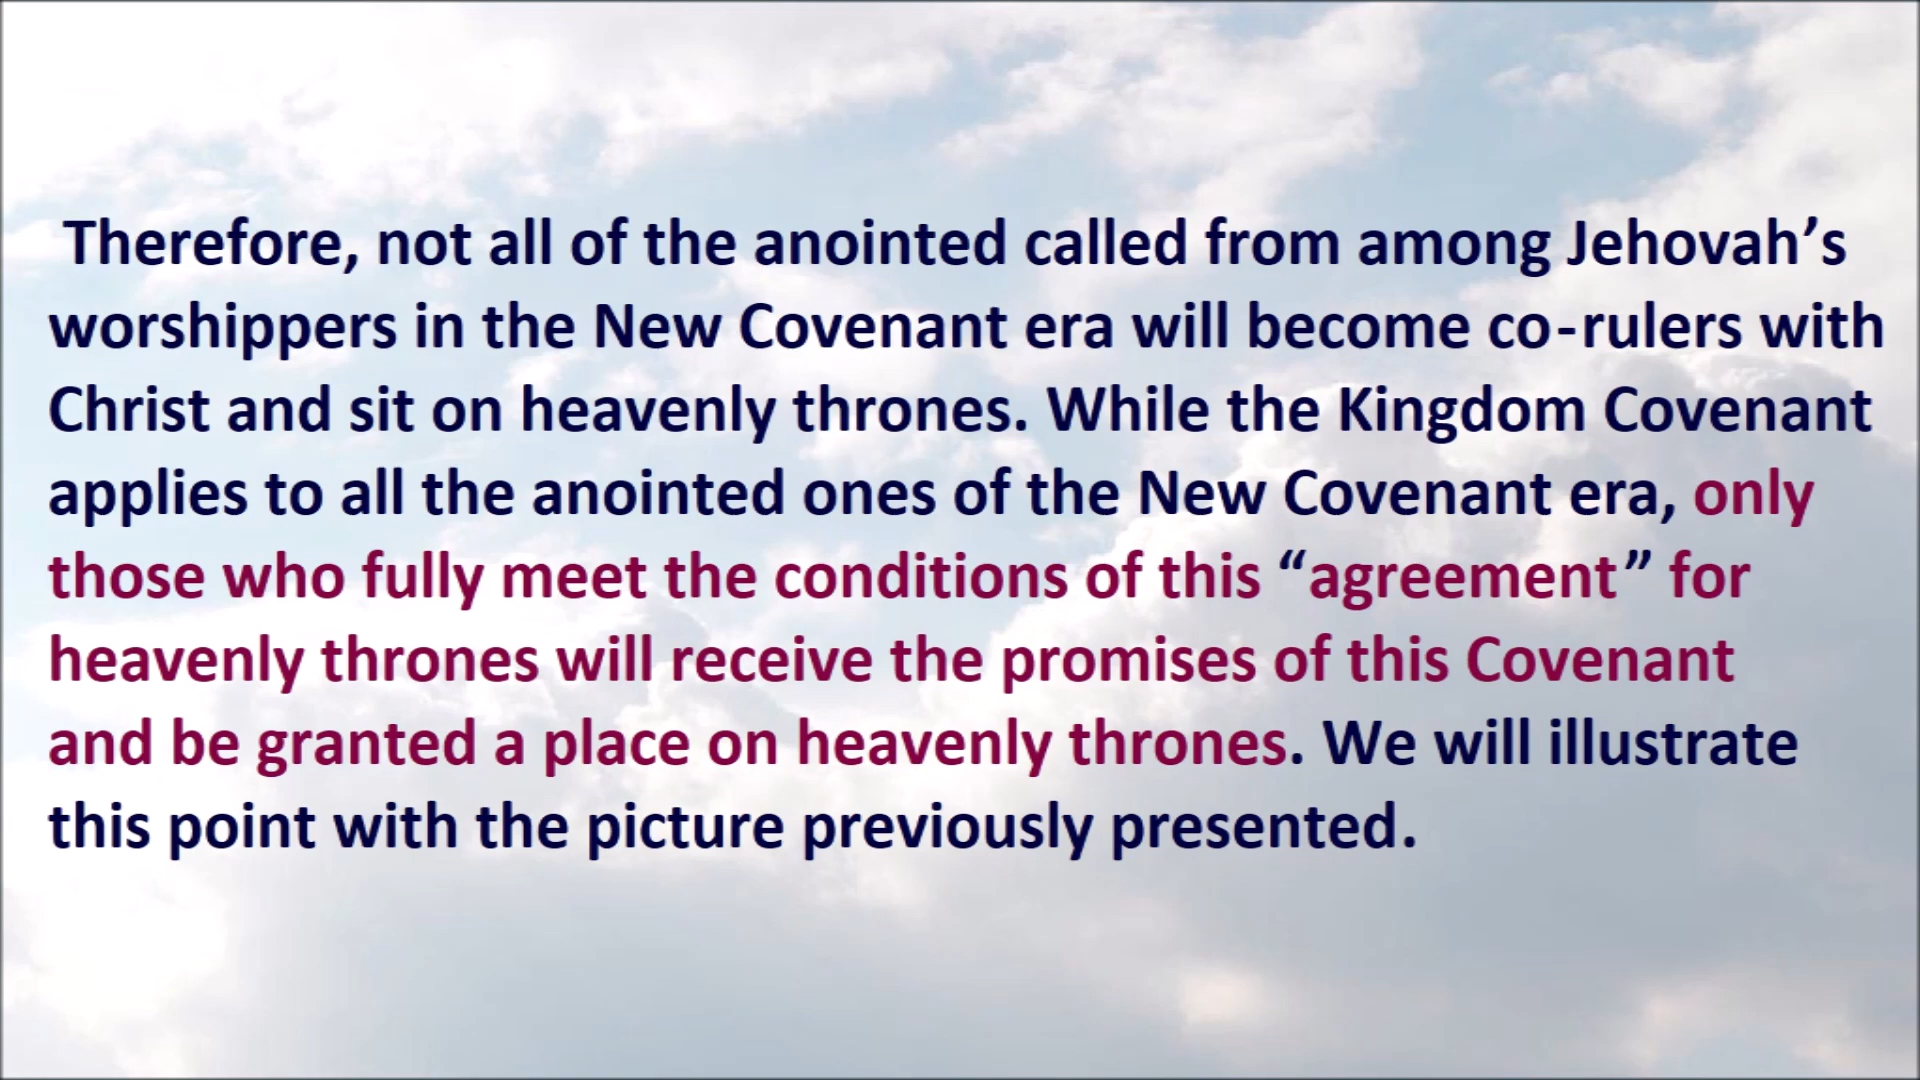 Therefore, not all of the anointed called from among Jehovah’s
worshippers in the New Covenant era will become co-rulers with
Christ and sit on heavenly thrones. While the Kingdom Covenant
applies to all the anointed ones of the New Covenant era, only
those who fully meet the conditions of this “agreement” for
heavenly thrones will receive the promises of this Covenant
and be granted a place on heavenly thrones. We will illustrate
this point with the picture previously presented.